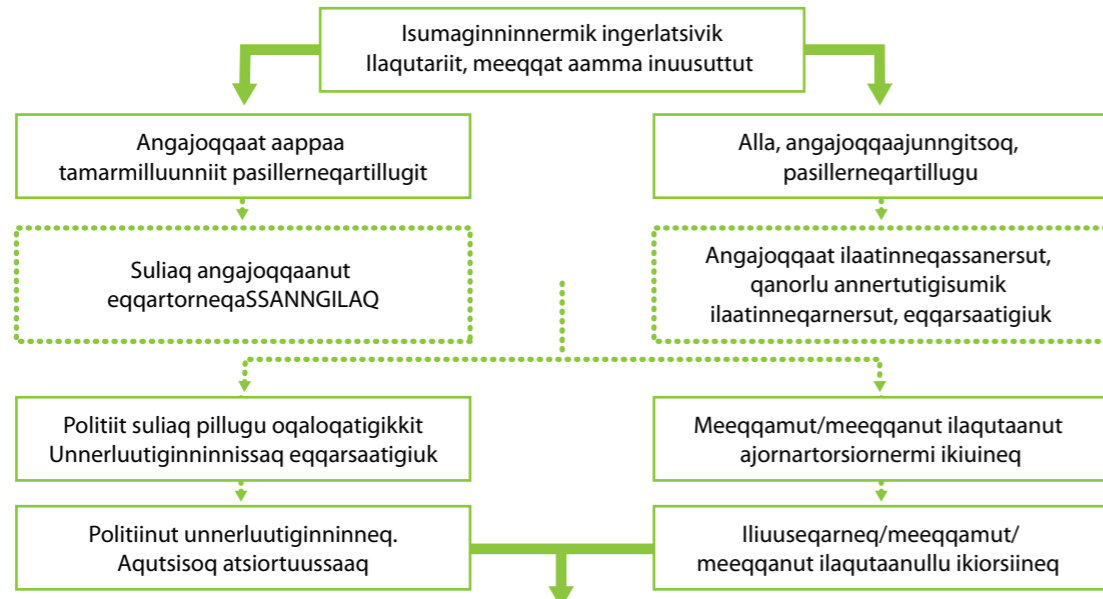 Isumaginninnermik ingerlatsivik
Ilaqutariit, meeqqat aamma inuusuttut
Angajoqqaat aappaa
tamarmilluunniit pasillerneqartillugit
Alla, angajoqqaajunngitsoq,
pasillerneqartillugu
Suliaq angajoqqaanut
eqqartorneqaSSANNGILAQ
Angajoqqaat ilaatinneqassanersut,
qanorlu annertutigisumik
ilaatinneqarnersut, eqqarsaatigiuk
Politiit suliaq pillugu oqaloqatigikkit
Unnerluutiginninnissaq eqqarsaatigiuk
Meeqqamut/meeqqanut ilaqutaanut
ajornartorsiornermi ikiuineq
Politiinut unnerluutiginninneq.
Aqutsisoq atsiortuussaaq
Iliuuseqarneq/meeqqamut/
meeqqanut ilaqutaanullu ikiorsiineq